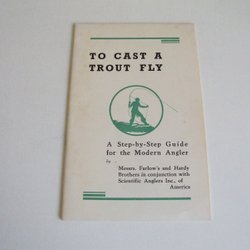 TO CAST A
TROUT FLY
A Step-by-Step Guide
for the Modern Angler
by
Messrs. Farlow's and Hardy
Brothers in conjunction with
Scientific Anglers Inc., of
America